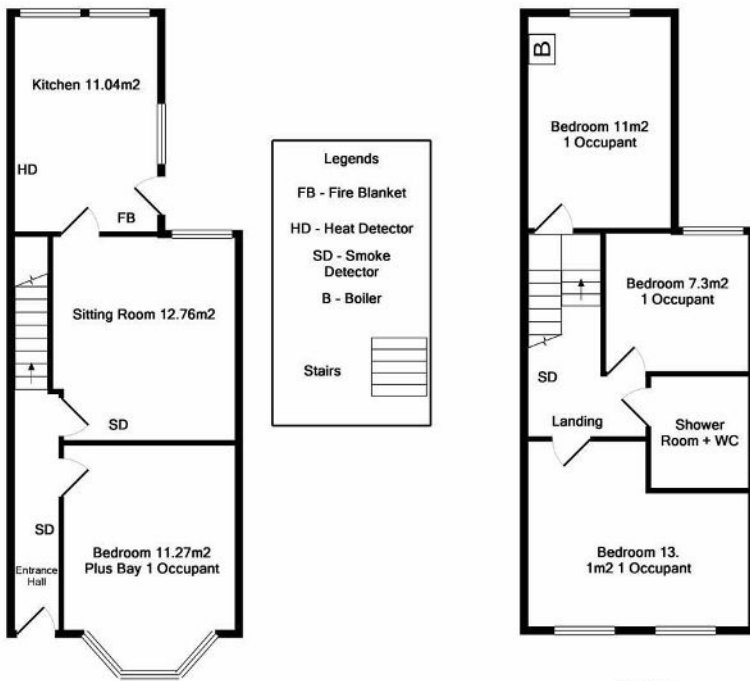 Kitchen 11.04m2
HD
FB
Sitting Room 12.76m2
SD
SD
Entrance
Hall
Bedroom 11.27m2
Plus Bay 1 Occupant
Legends
FB - Fire Blanket
HD - Heat Detector
SD - Smoke
Detector
B - Boiler
Stairs
B
Bedroom 11m2
1 Occupant
Bedroom 7.3m2
1 Occupant
SD
Landing
Shower
Room + WC
Bedroom 13.
1m2 1 Occupant